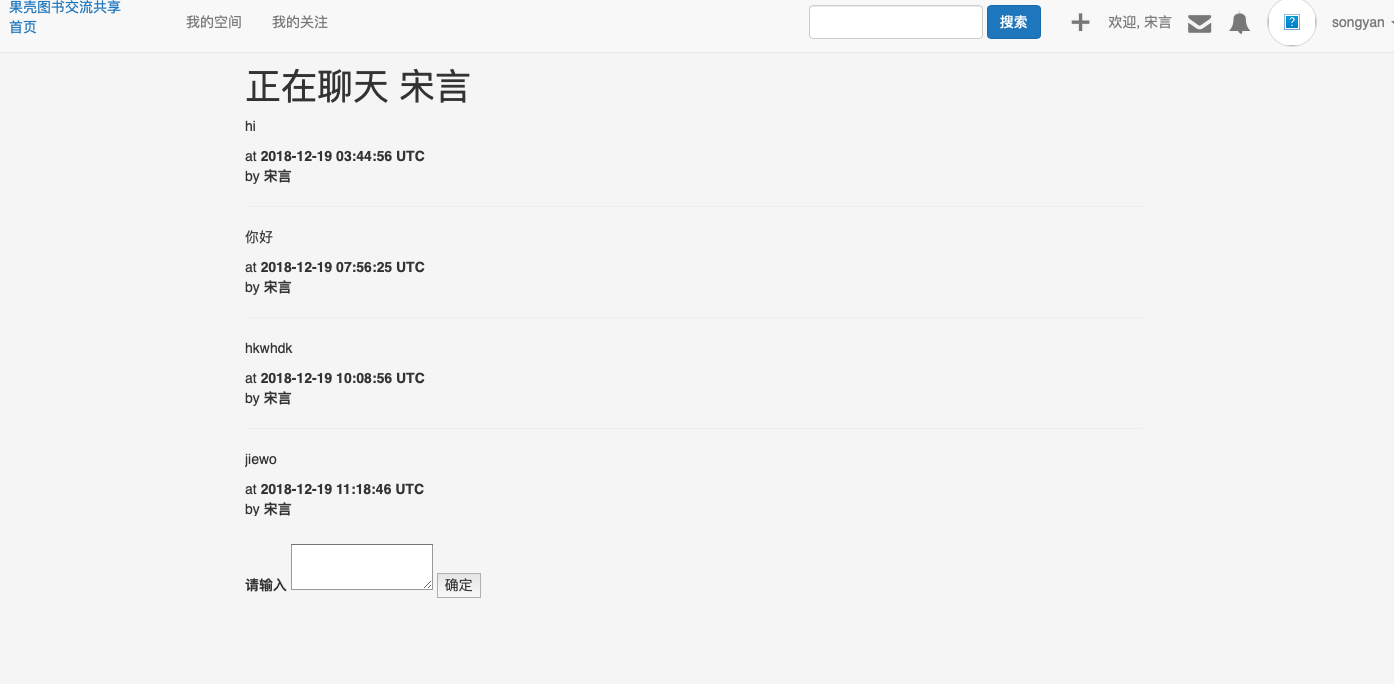 果壳图书交流共享
首页
我的空间
我的关注
搜索
欢迎, 宋言
songyan
正在聊天 宋言
hi
at 2018-12-19 03:44:56 UTC
by 宋言
你好
at 2018-12-19 07:56:25 UTC
by 宋言
hkwhdk
at 2018-12-19 10:08:56 UTC
by 宋言
jiewo
at 2018-12-19 11:18:46 UTC
by 宋言
请输入
确定